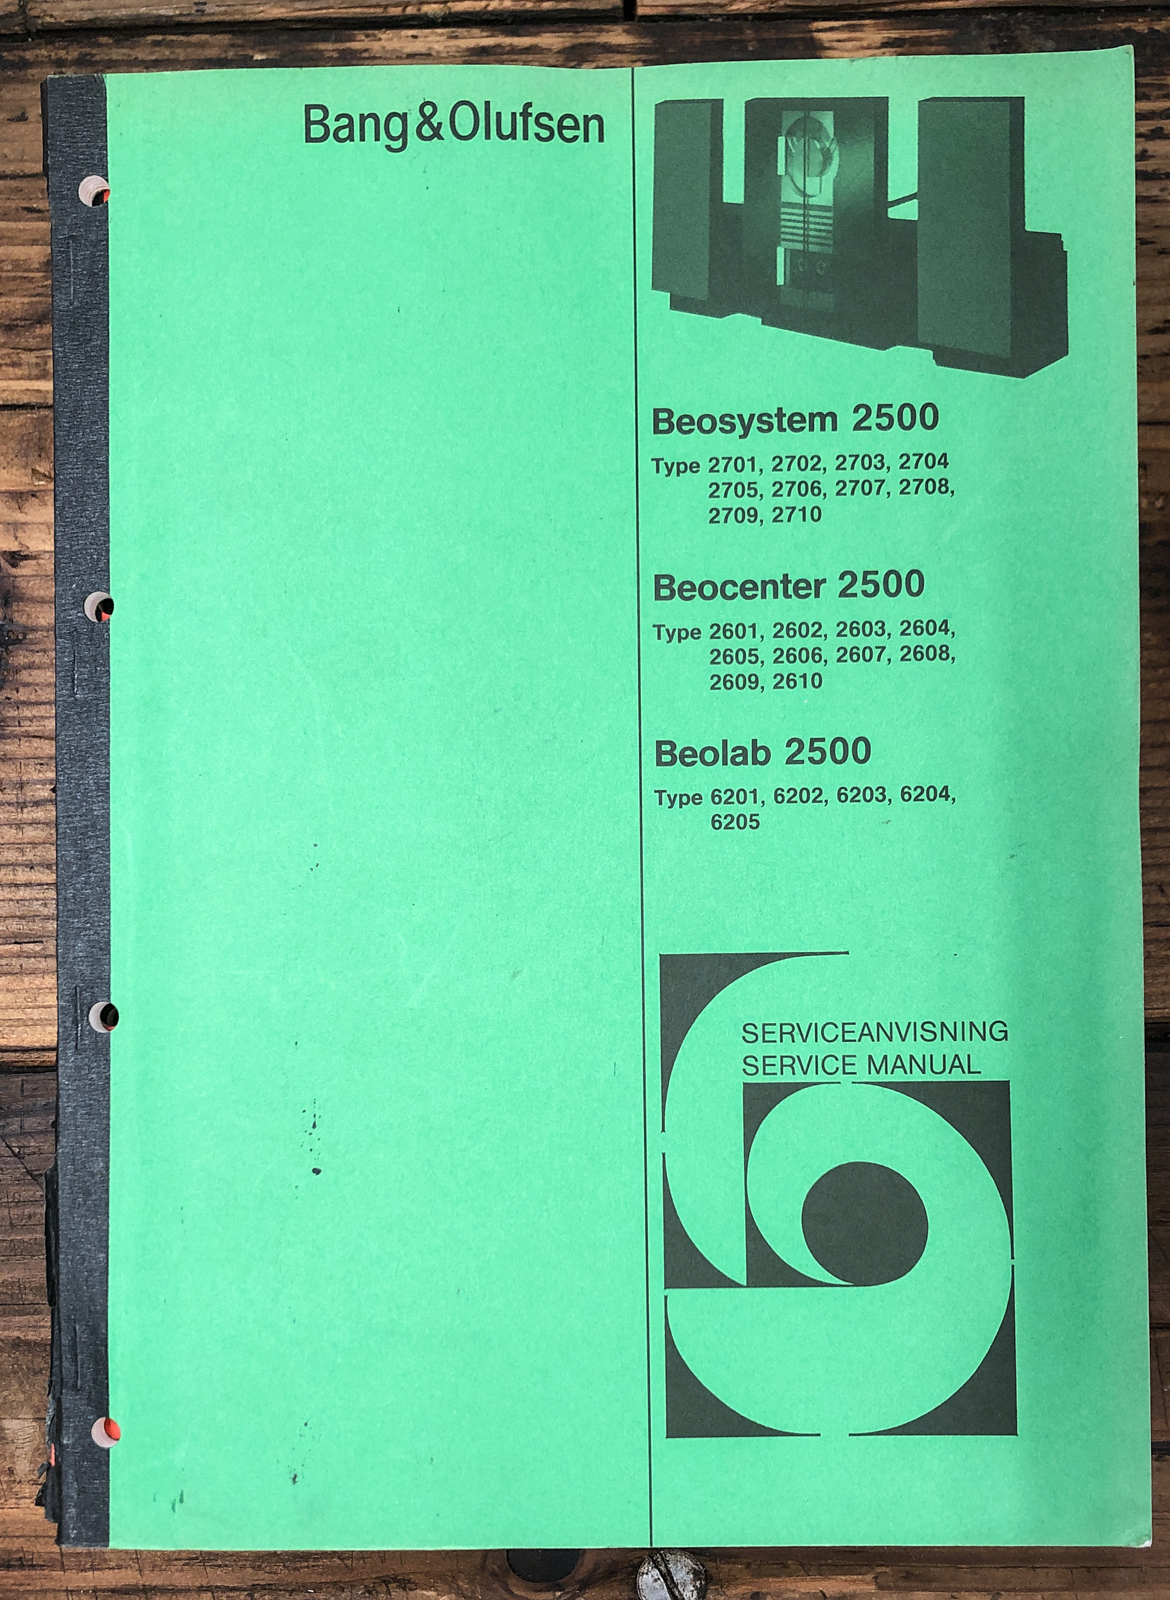 Bang&Olufsen
Beosystem 2500
Type 2701, 2702, 2703, 2704
2705, 2706, 2707, 2708,
2709, 2710
Beocenter 2500
Type 2601, 2602, 2603, 2604,
2605, 2606, 2607, 2608,
2609, 2610
Beolab 2500
Type 6201, 6202, 6203, 6204,
6205
SERVICEANVISNING
SERVICE MANUAL